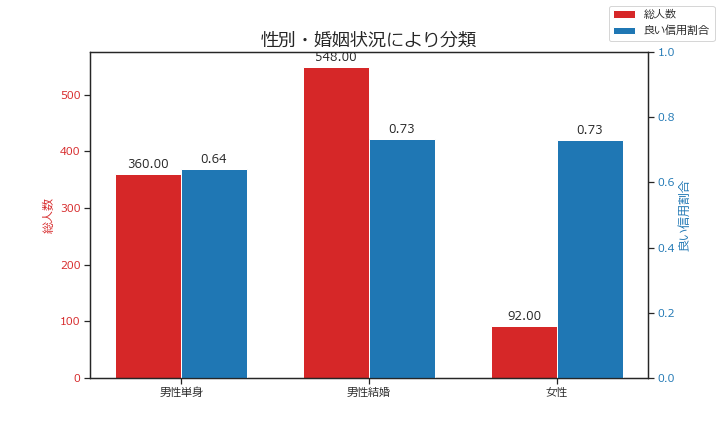 総人数
良い信用割合
性別・婚姻状況により分類
548.00
1.0
500
0.8
0.73
0.73
400
360.00
0.64
0.6
300
総人数
良い信用割合
0.4
200
0.2
92.00
100
0
0.0
男性単身
男性結婚
女性